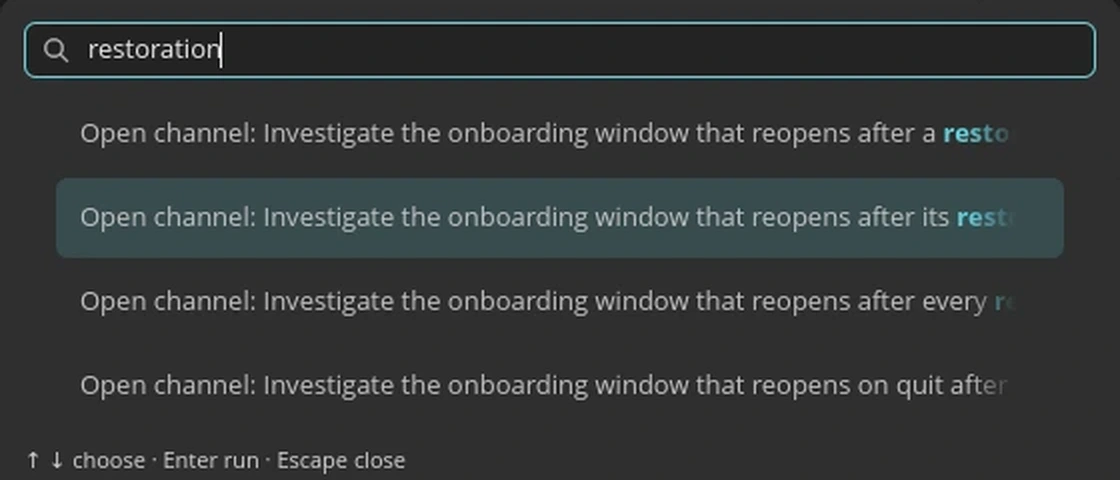 restoration
Open channel: Investigate the onboarding window that reopens after a resto
Open channel: Investigate the onboarding window that reopens after its rest
Open channel: Investigate the onboarding window that reopens after every re
Open channel: Investigate the onboarding window that reopens on quit after
↑ ↓ choose · Enter run · Escape close